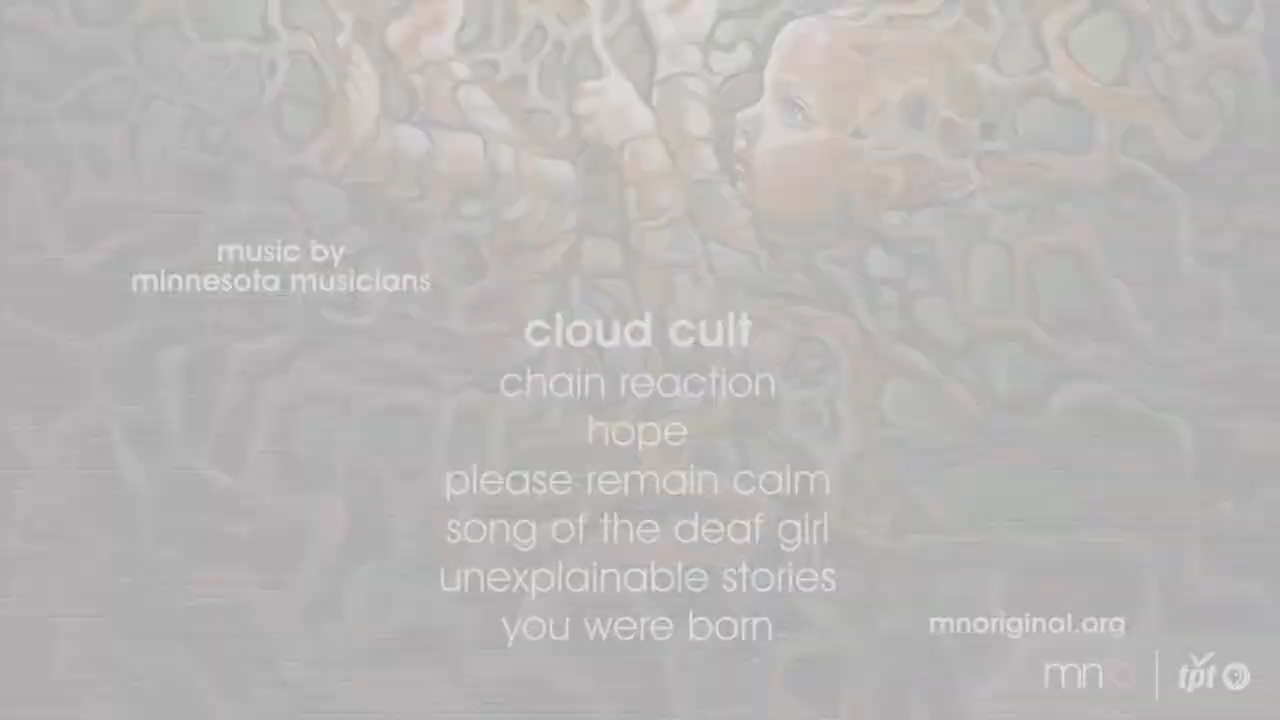 music by
minnesota musicians
cloud cult
chain reaction
hope
please remain calm
song of the deaf girl
unexplainable stories
you were born
mnoriginal.org
mno
tpt